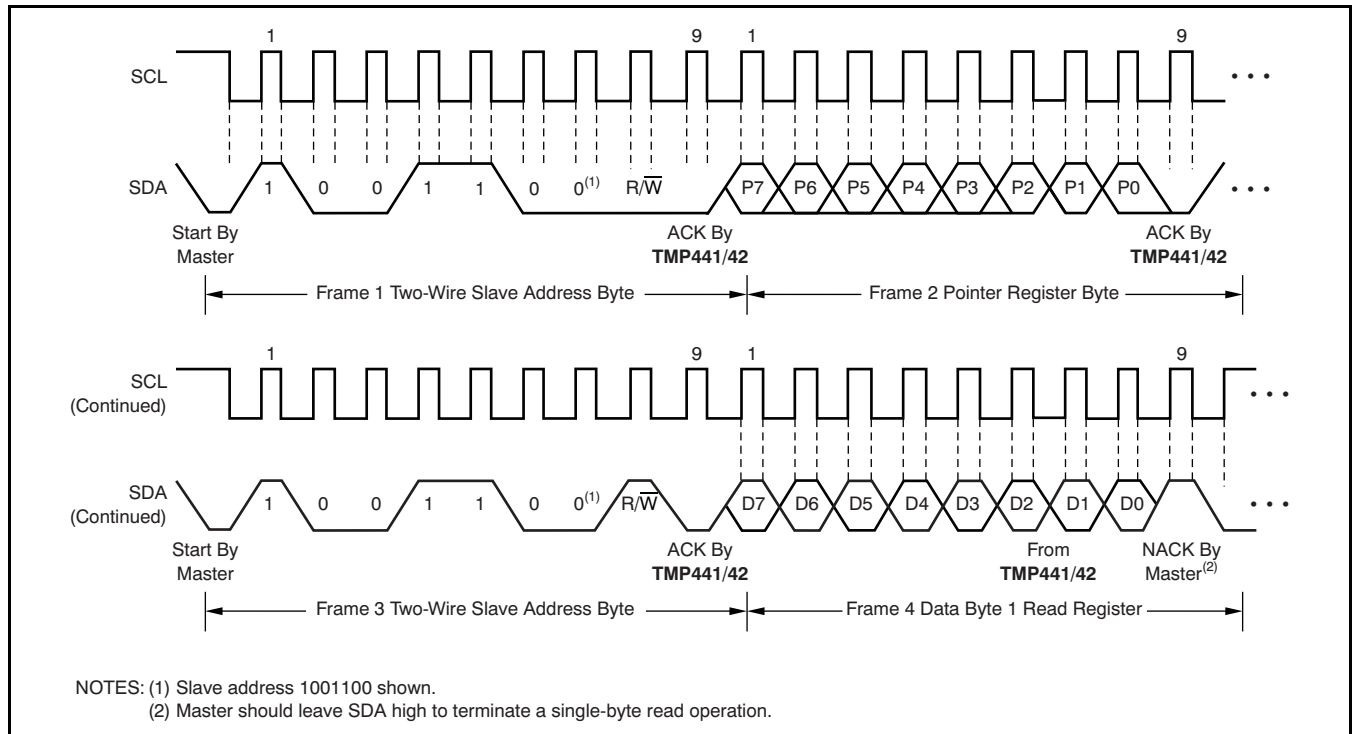 1 9 1 9
SCL • • •
SDA 1 0 0 1 1 0 0(1) R/W̅ P7 P6 P5 P4 P3 P2 P1 P0 • • •
Start By Master
ACK By TMP441/42
ACK By TMP441/42
Frame 1 Two-Wire Slave Address Byte
Frame 2 Pointer Register Byte
1 9 1 9
SCL (Continued) • • •
SDA (Continued) 1 0 0 1 1 0 0(1) R/W̅ D7 D6 D5 D4 D3 D2 D1 D0 • • •
Start By Master
ACK By TMP441/42
From TMP441/42
NACK By Master(2)
Frame 3 Two-Wire Slave Address Byte
Frame 4 Data Byte 1 Read Register
NOTES: (1) Slave address 1001100 shown.
(2) Master should leave SDA high to terminate a single-byte read operation.